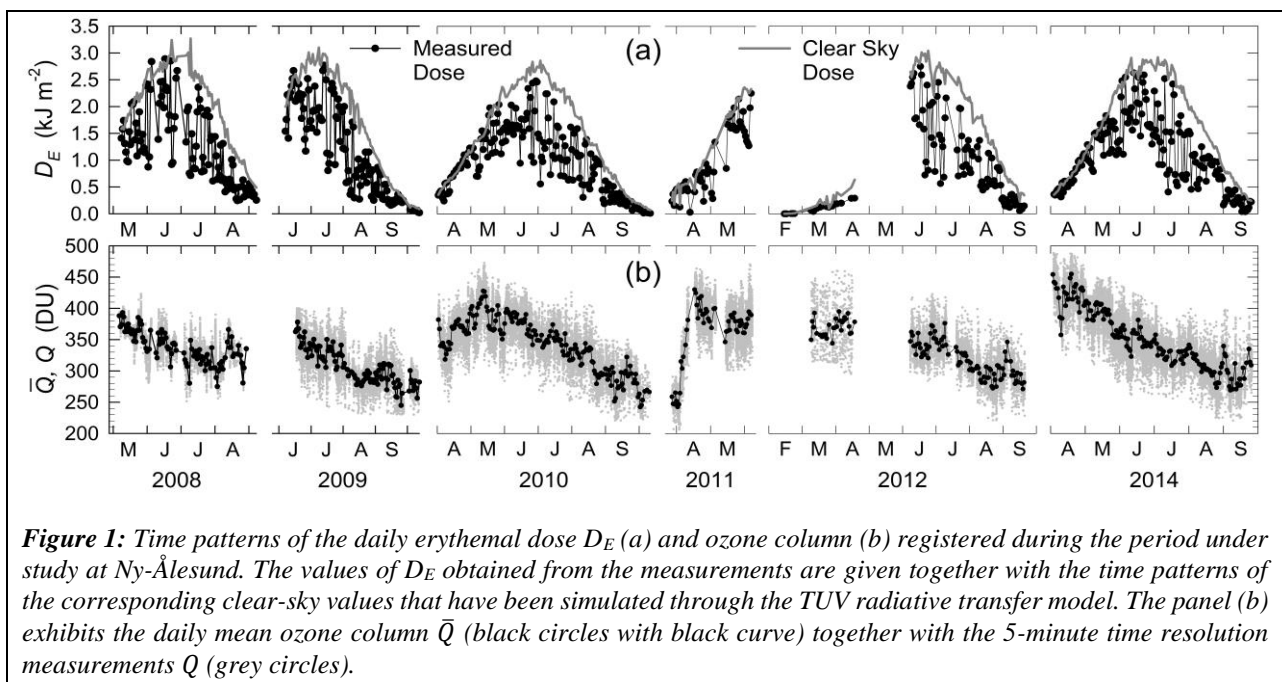 3.5
3.0
2.5
2.0
1.5
1.0
0.5
0.0
D_E (kJ m⁻²)
Measured Dose
(a)
Clear Sky Dose
M J J A
J J A S
A M J J A S
A M
F M A M J J A S
A M J J A S
500
450
400
350
300
250
200
Q̄, Q (DU)
(b)
M J J A
J J A S
A M J J A S
A M
F M A M J J A S
A M J J A S
2008 2009 2010 2011 2012 2014
Figure 1: Time patterns of the daily erythemal dose D_E (a) and ozone column (b) registered during the period under
study at Ny-Ålesund. The values of D_E obtained from the measurements are given together with the time patterns of
the corresponding clear-sky values that have been simulated through the TUV radiative transfer model. The panel (b)
exhibits the daily mean ozone column Q̄ (black circles with black curve) together with the 5-minute time resolution
measurements Q (grey circles).